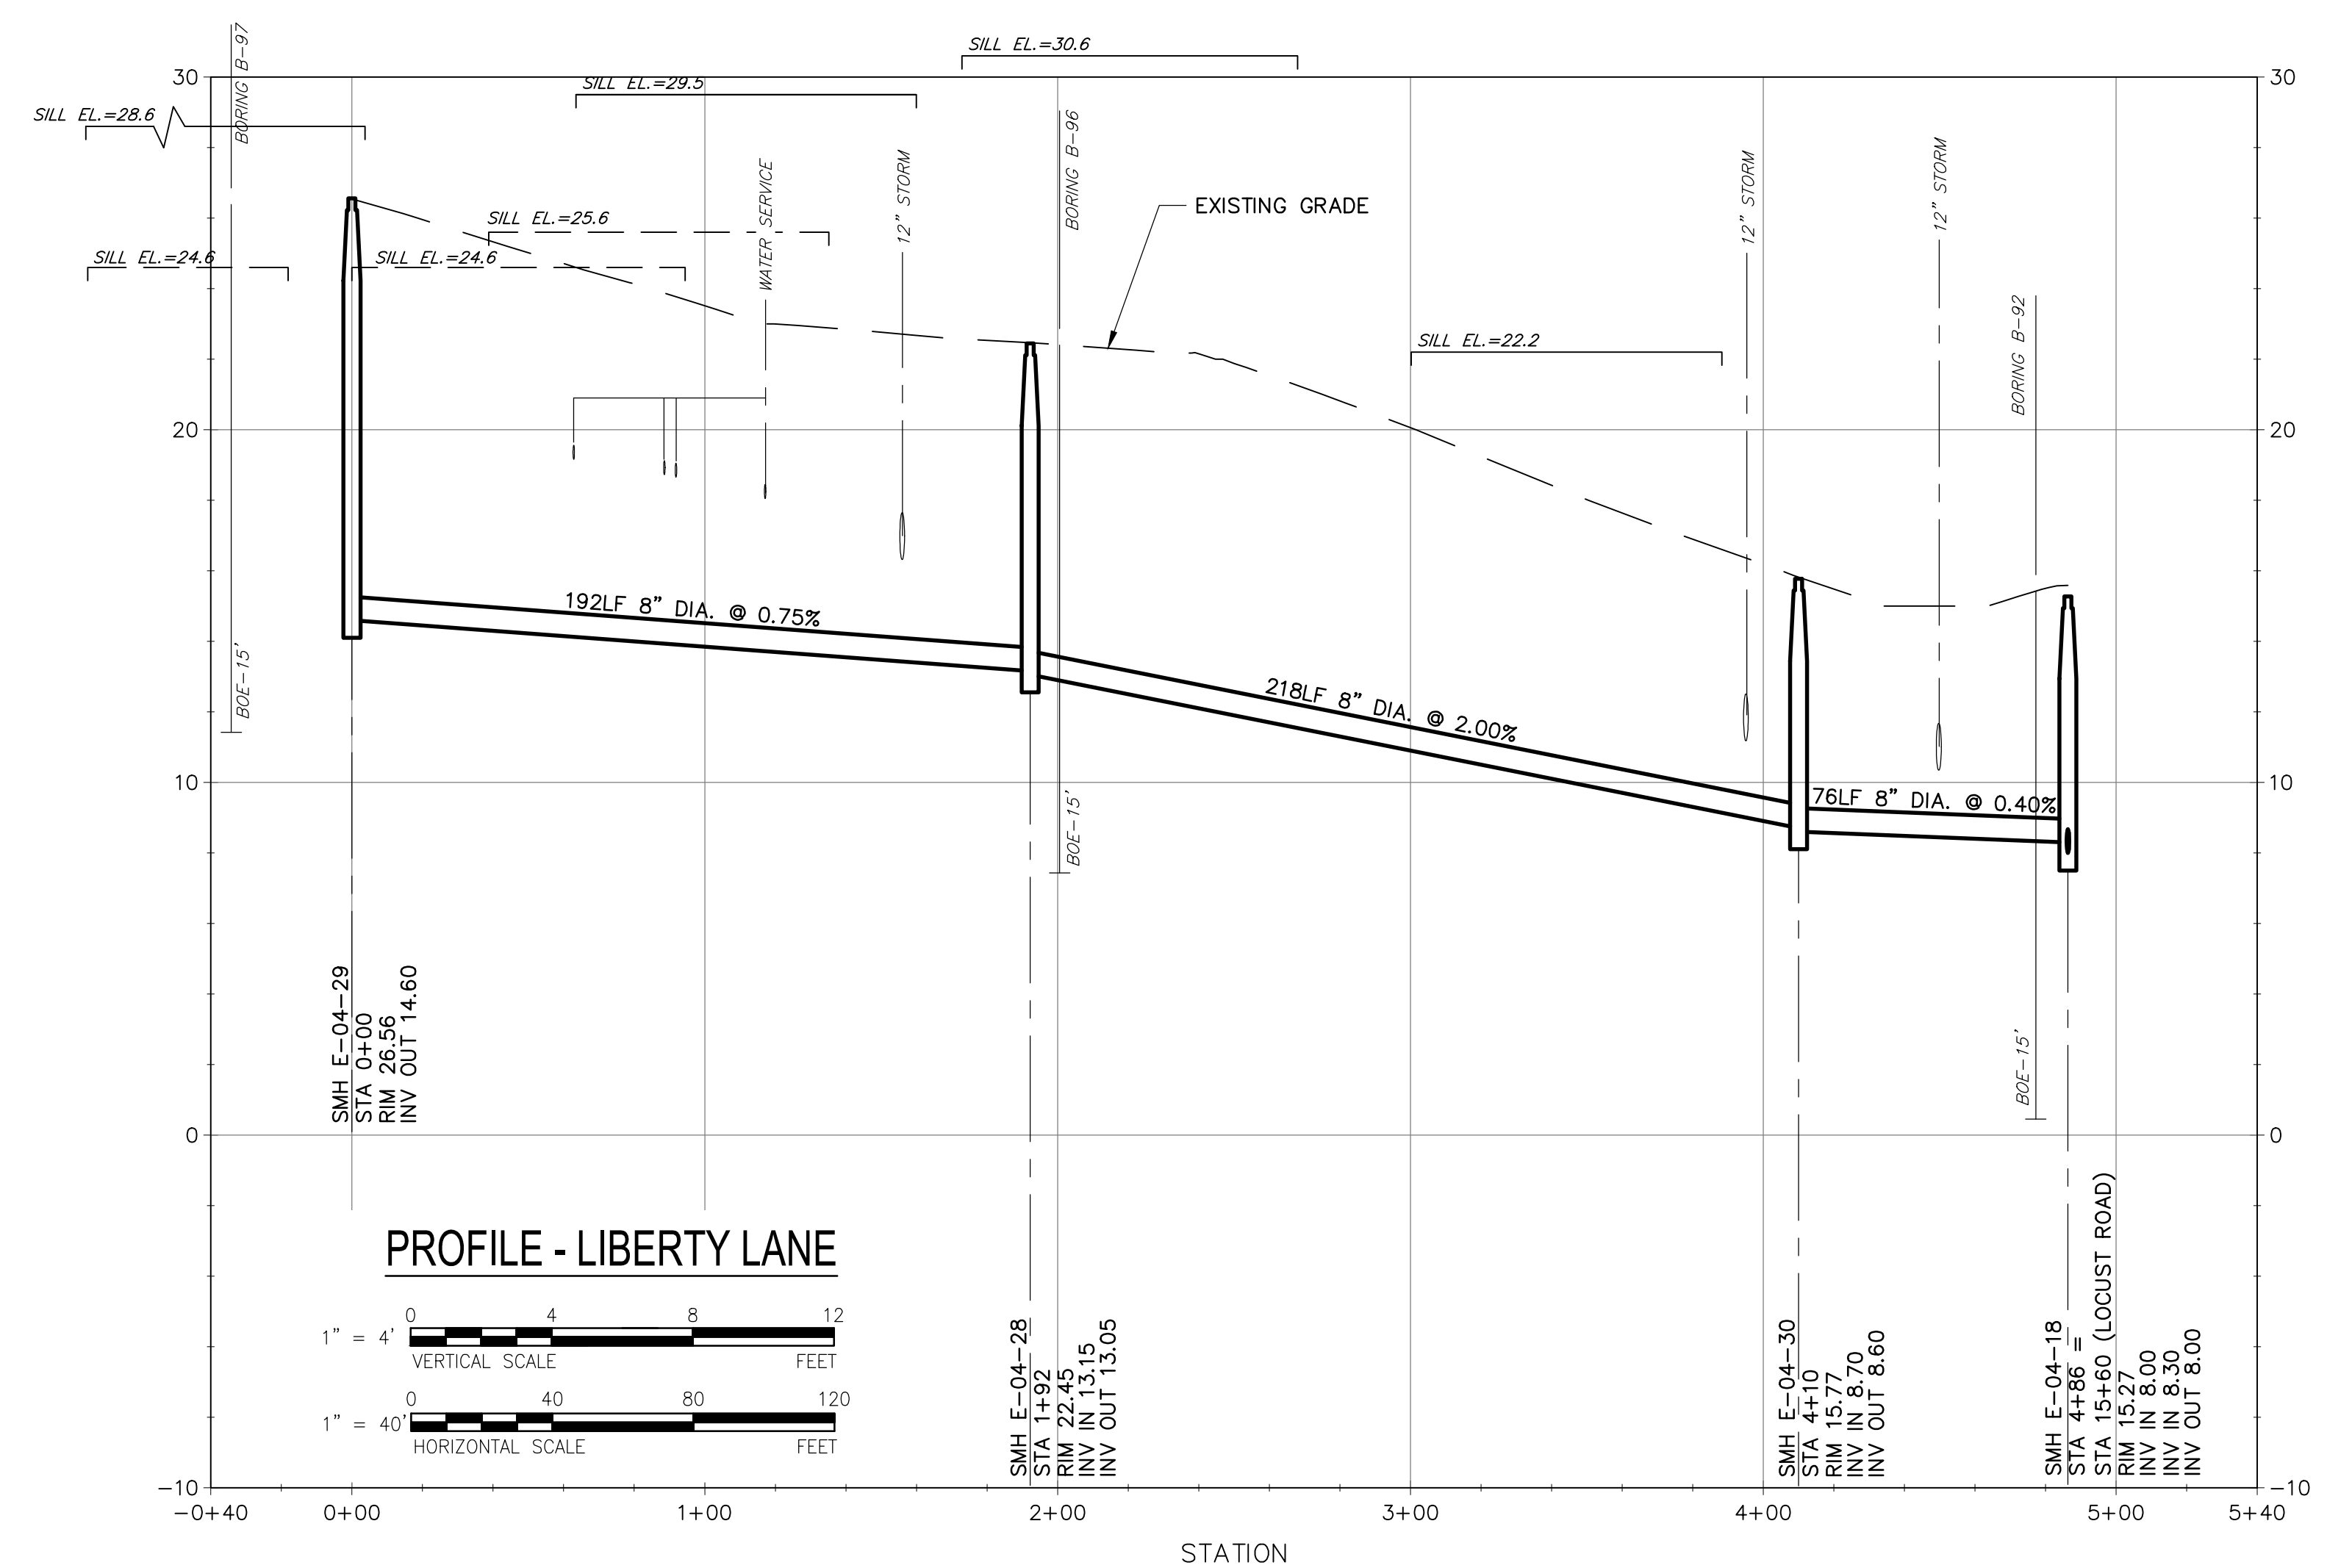 SILL EL.=30.6
SILL EL.=29.5
SILL EL.=28.6
BORING B-97
SILL EL.=25.6
SILL EL.=24.6
SILL EL.=24.6
WATER SERVICE
12" STORM
BORING B-96
EXISTING GRADE
SILL EL.=22.2
12" STORM
12" STORM
BORING B-92
30
20
10
0
-10
30
20
10
0
-10
192LF 8" DIA. @ 0.75%
218LF 8" DIA. @ 2.00%
76LF 8" DIA. @ 0.40%
BOE-15'
BOE-15'
BOE-15'
SMH E-04-29
STA 0+00
RIM 26.56
INV OUT 14.60
SMH E-04-28
STA 1+92
RIM 22.45
INV IN 13.15
INV OUT 13.05
SMH E-04-30
STA 4+10
RIM 15.77
INV IN 8.70
INV OUT 8.60
SMH E-04-18
STA 4+86 =
STA 15+60 (LOCUST ROAD)
RIM 15.27
INV IN 8.00
INV IN 8.30
INV OUT 8.00
PROFILE - LIBERTY LANE
0 4 8 12
1" = 4'
VERTICAL SCALE FEET
0 40 80 120
1" = 40'
HORIZONTAL SCALE FEET
-0+40 0+00 1+00 2+00 3+00 4+00 5+00 5+40
STATION